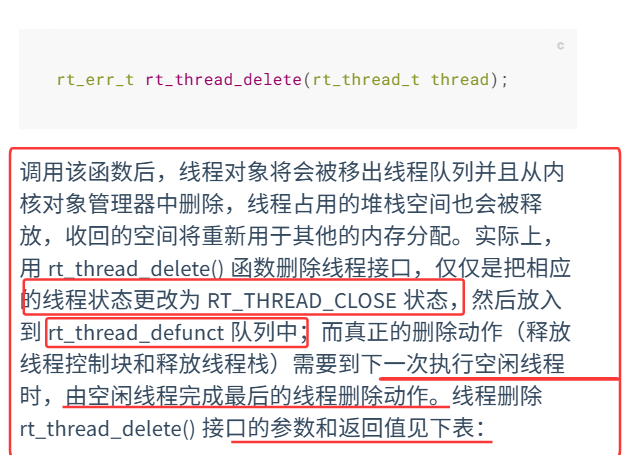 c
rt_err_t rt_thread_delete(rt_thread_t thread);
调用该函数后，线程对象将会被移出线程队列并且从内
核对象管理器中删除，线程占用的堆栈空间也会被释
放，收回的空间将重新用于其他的内存分配。实际上，
用 rt_thread_delete() 函数删除线程接口，仅仅是把相应
的线程状态更改为 RT_THREAD_CLOSE 状态，然后放入
到 rt_thread_defunct 队列中；而真正的删除动作（释放
线程控制块和释放线程栈）需要到下一次执行空闲线程
时，由空闲线程完成最后的线程删除动作。线程删除
rt_thread_delete() 接口的参数和返回值见下表：